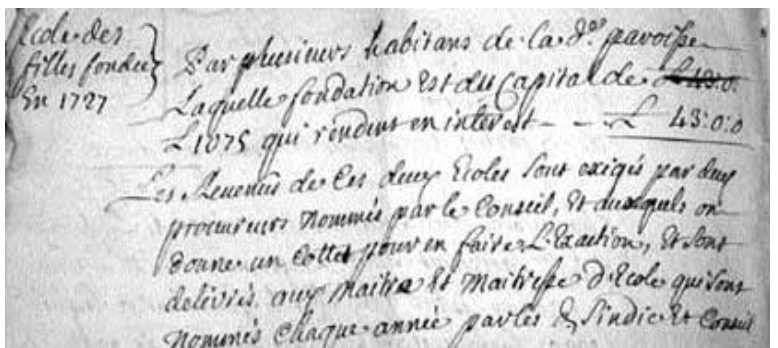 Ecole des
filles fondée
En 1727
Par plusieurs habitans de la d.e paroisse
Laquelle fondation Est du Capital de L 43:0:
L 1075 qui rendent en interest - - L 43:0:0
Les Revenus de Ces deux Ecoles sont exigés par deux
procureurs nommés par le Conseil, Et auxquels on
donne un Cottet pour en faire L'Exaction, Et sont
delivrés aux Maitre Et Maitresse d'Ecole qui sont
nommés chaque année par les Sindic Et Conseil